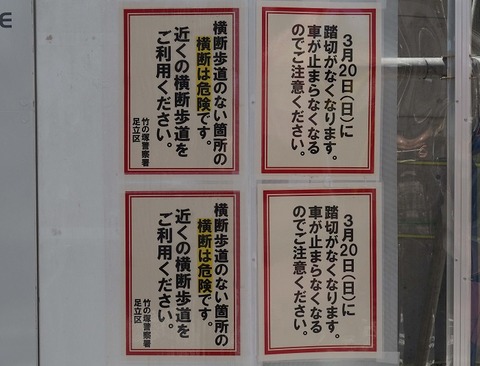 横断歩道のない箇所の
横断は危険です。
近くの横断歩道を
ご利用ください。
竹の塚警察署
足立区
3月20日(日)に
踏切がなくなります。
車が止まらなくなる
のでご注意ください。
横断歩道のない箇所の
横断は危険です。
近くの横断歩道を
ご利用ください。
竹の塚警察署
足立区
3月20日(日)に
踏切がなくなります。
車が止まらなくなる
のでご注意ください。